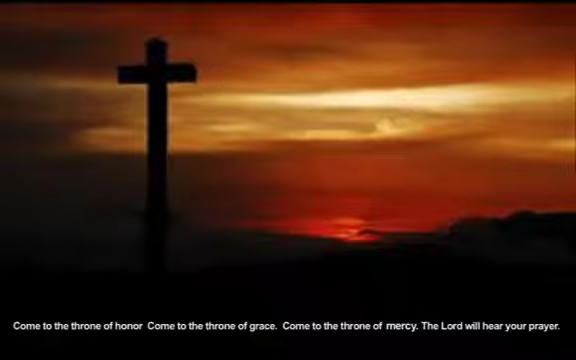 Come to the throne of honor Come to the throne of grace. Come to the throne of mercy. The Lord will hear your prayer.